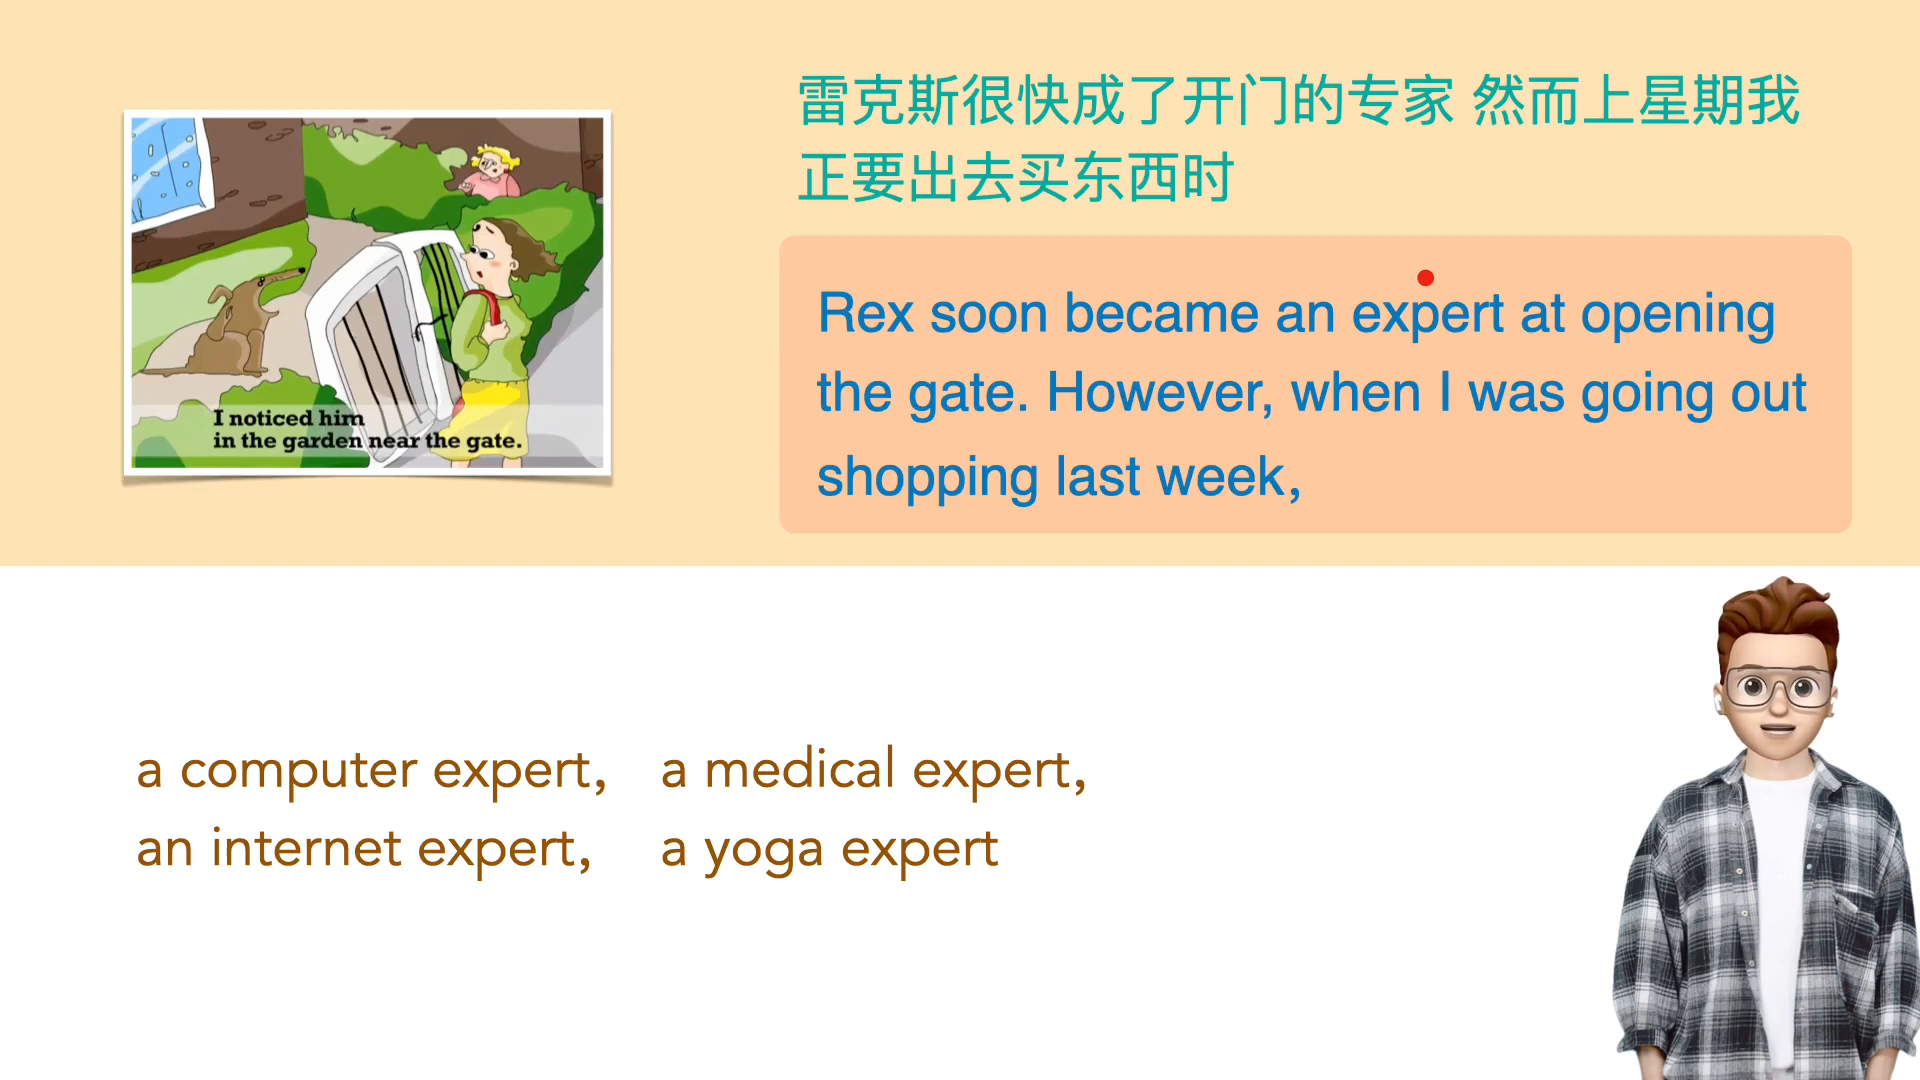 雷克斯很快成了开门的专家 然而上星期我
正要出去买东西时
Rex soon became an expert at opening
the gate. However, when I was going out
shopping last week,
I noticed him
in the garden near the gate.
a computer expert, a medical expert,
an internet expert, a yoga expert